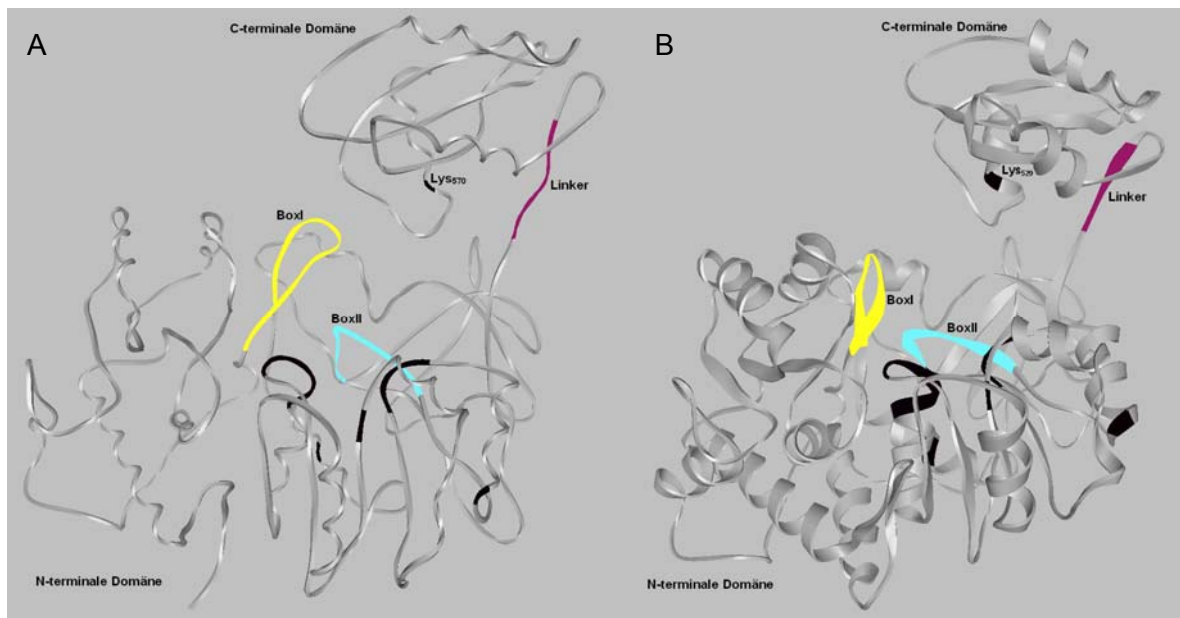 A
C-terminale Domäne
Lys570
Linker
BoxI
BoxII
N-terminale Domäne
B
C-terminale Domäne
Lys529
Linker
BoxI
BoxII
N-terminale Domäne